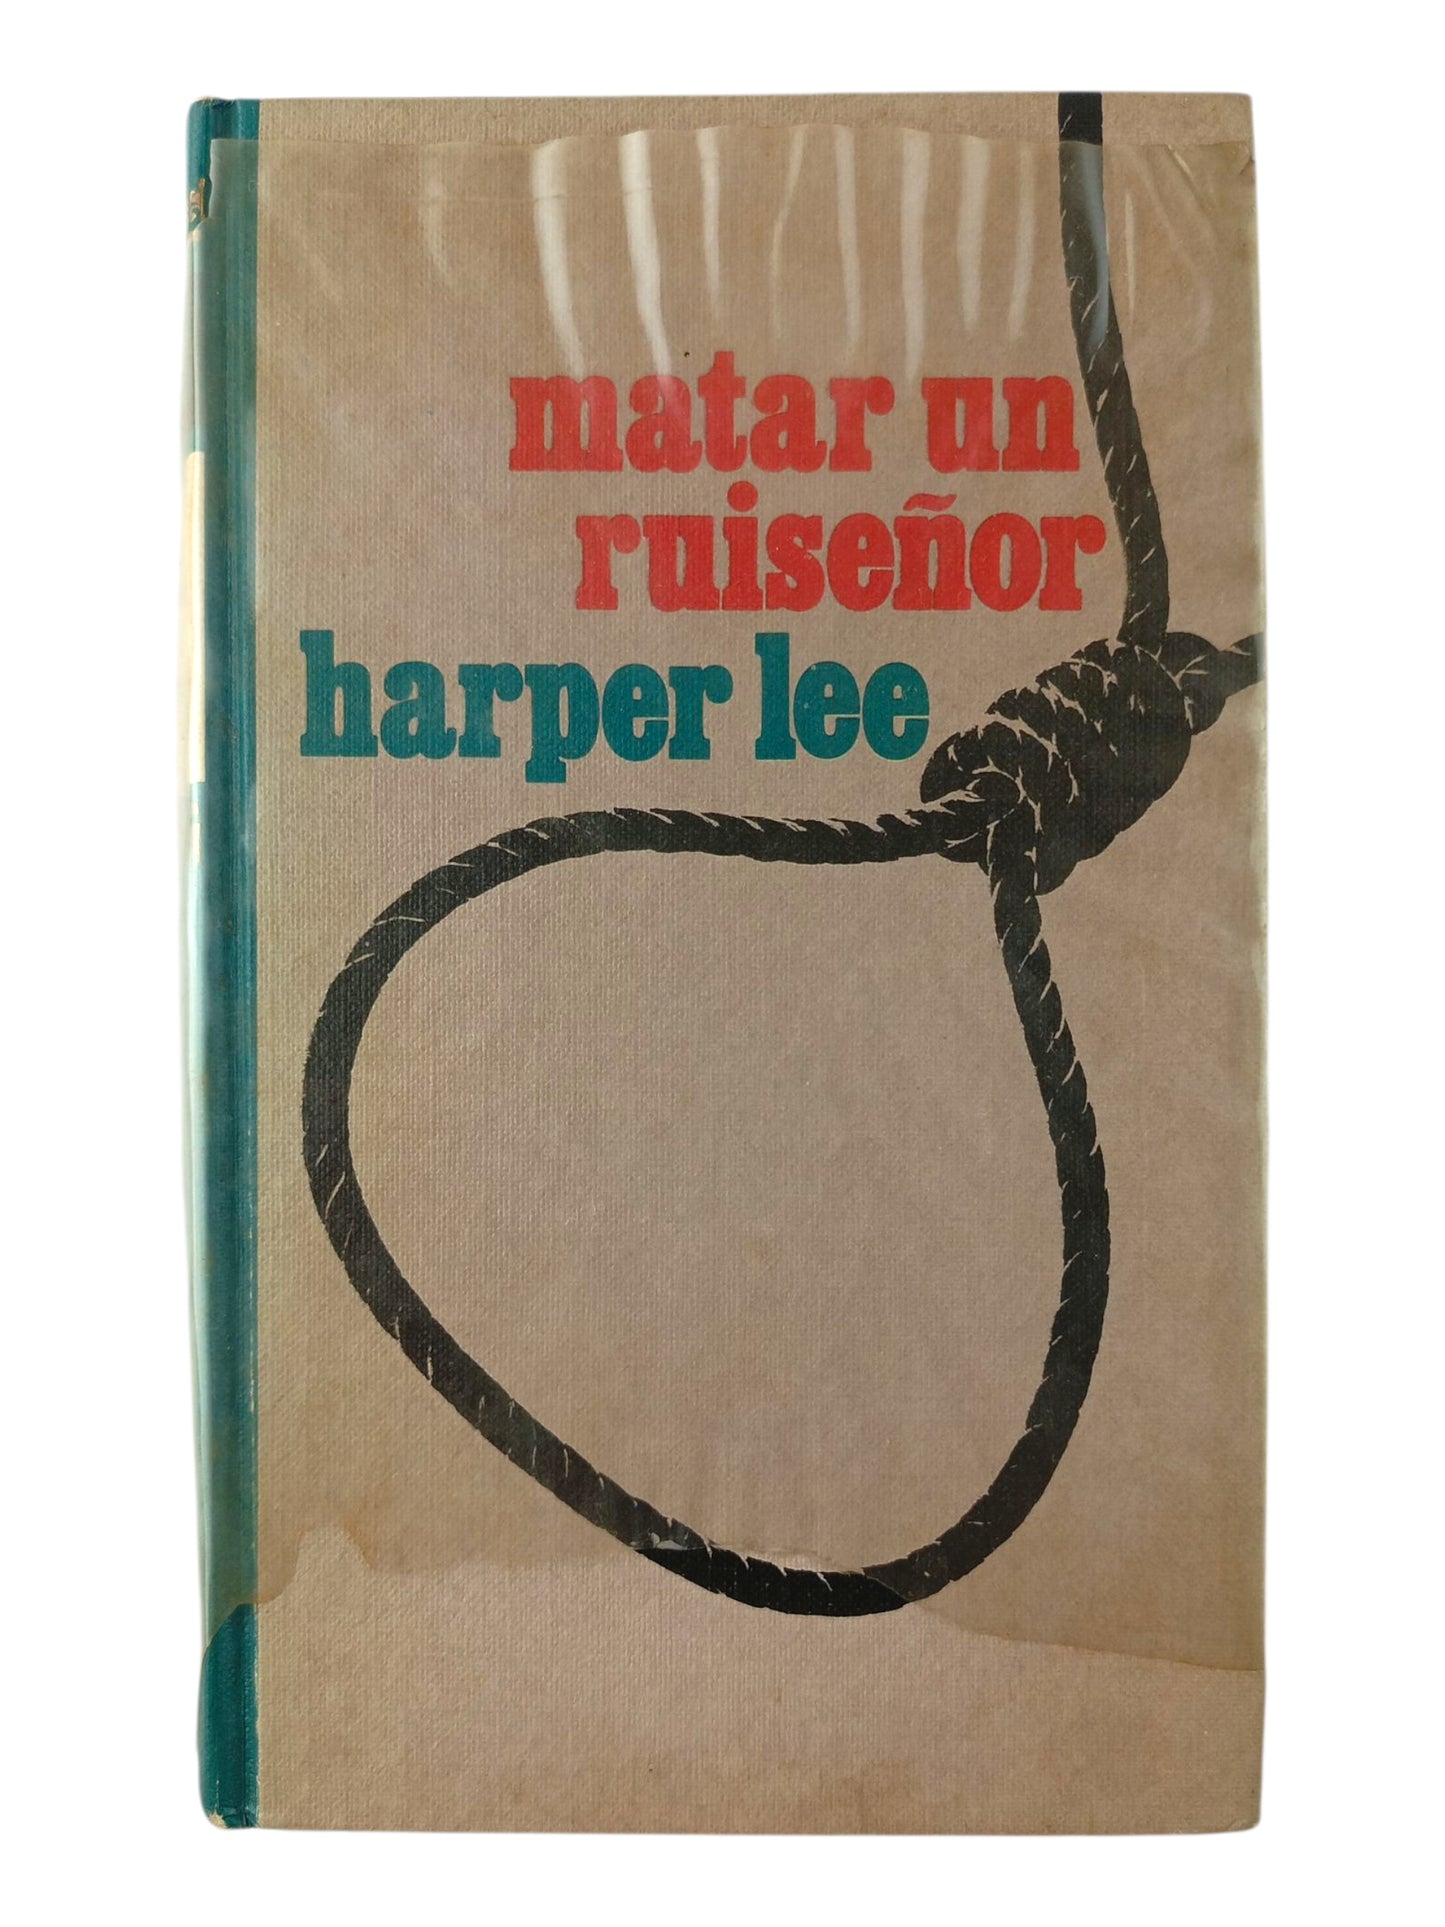 matar un
ruiseñor
harper lee